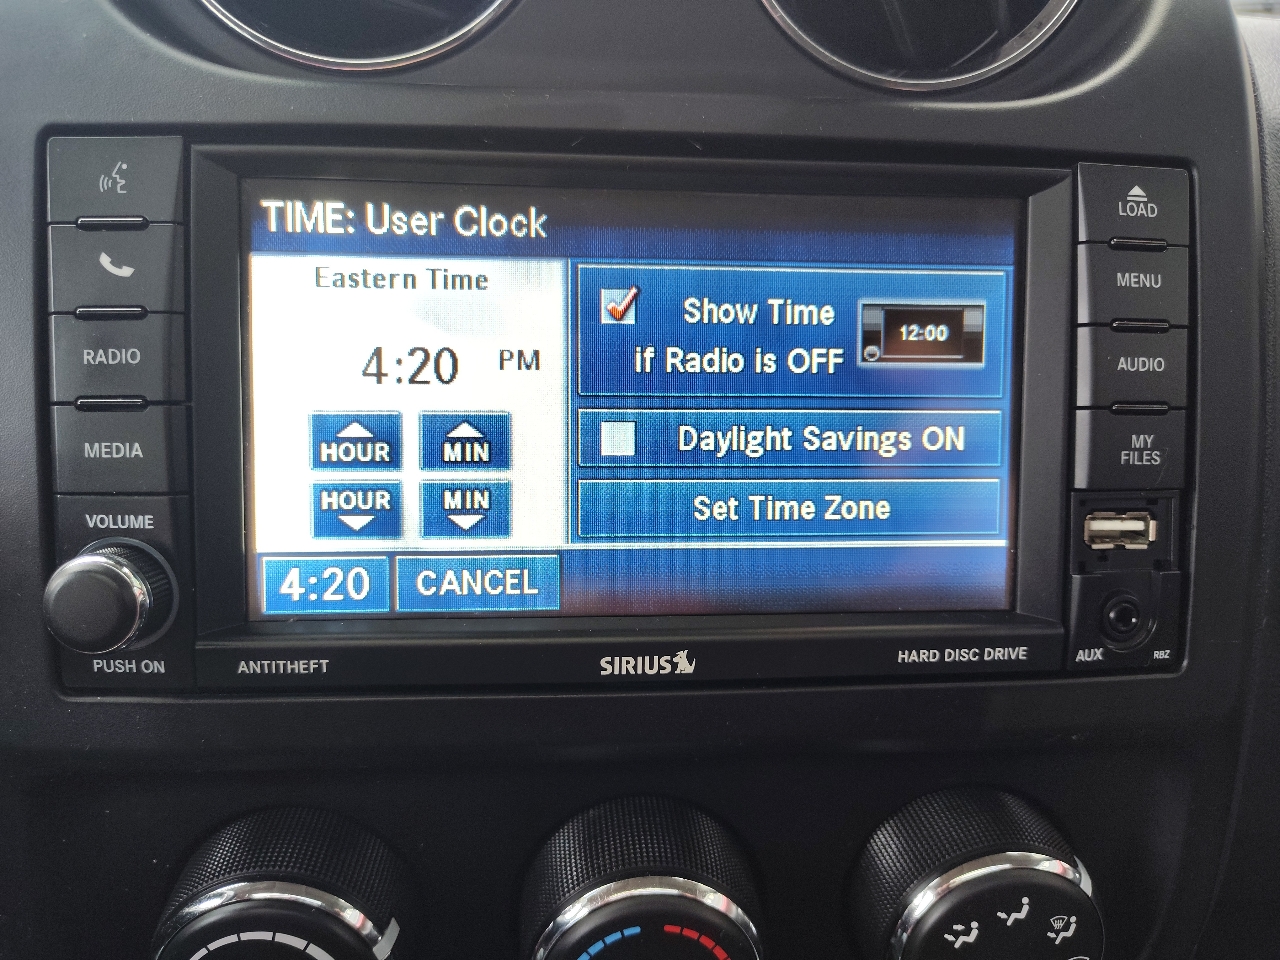 TIME: User Clock
Eastern Time
4:20 PM
HOUR MIN
HOUR MIN
4:20 CANCEL
Show Time
if Radio is OFF
12:00
Daylight Savings ON
Set Time Zone
RADIO
MEDIA
VOLUME
PUSH ON
LOAD
MENU
AUDIO
MY
FILES
AUX
RBZ
ANTITHEFT
SIRIUS
HARD DISC DRIVE